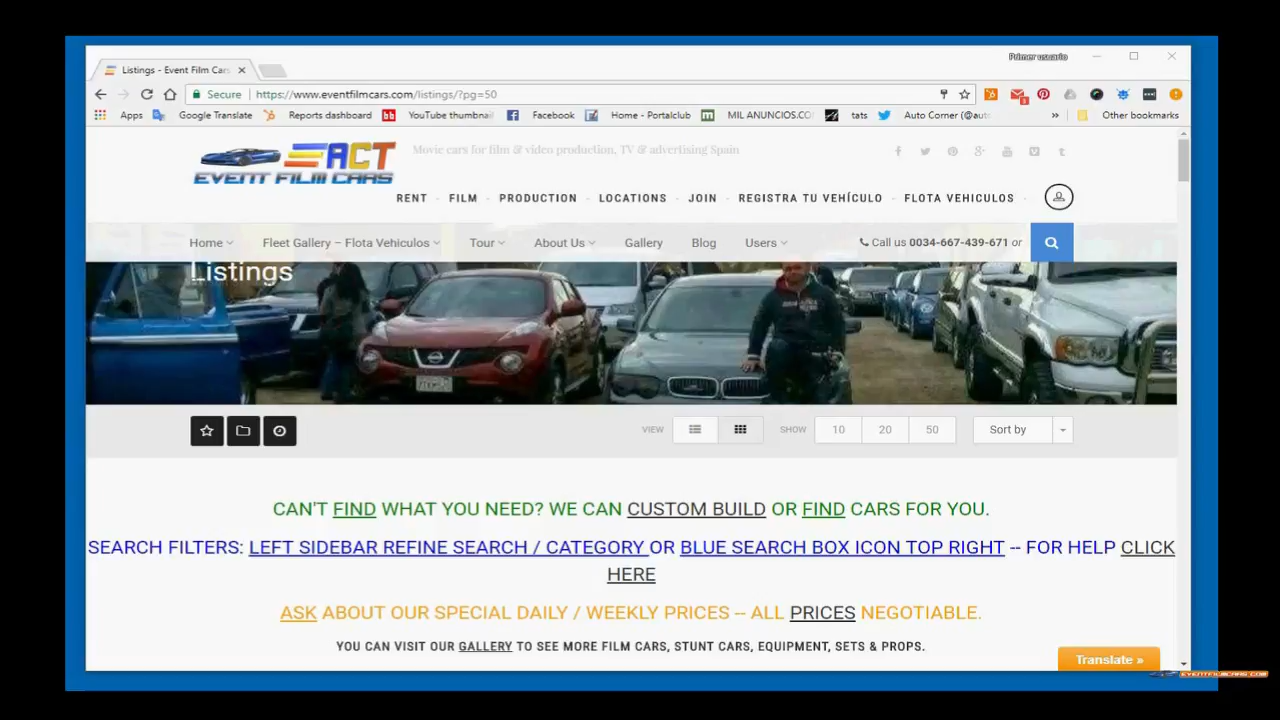 Primer usuario
Listings - Event Film Cars
Secure https://www.eventfilmcars.com/listings/?pg=50
Apps Google Translate Reports dashboard YouTube thumbnail Facebook Home - Portalclub MIL ANUNCIOS.CO tats Auto Corner (@aut » Other bookmarks
ACT
EVENT FILM CARS
Movie cars for film & video production, TV & advertising Spain
RENT FILM PRODUCTION LOCATIONS JOIN REGISTRA TU VEHÍCULO FLOTA VEHICULOS
Home Fleet Gallery – Flota Vehiculos Tour About Us Gallery Blog Users Call us 0034-667-439-671 or
Listings
VIEW SHOW 10 20 50 Sort by
CAN'T FIND WHAT YOU NEED? WE CAN CUSTOM BUILD OR FIND CARS FOR YOU.
SEARCH FILTERS: LEFT SIDEBAR REFINE SEARCH / CATEGORY OR BLUE SEARCH BOX ICON TOP RIGHT -- FOR HELP CLICK
HERE
ASK ABOUT OUR SPECIAL DAILY / WEEKLY PRICES -- ALL PRICES NEGOTIABLE.
YOU CAN VISIT OUR GALLERY TO SEE MORE FILM CARS, STUNT CARS, EQUIPMENT, SETS & PROPS.
Translate »
EVENTFILMCARS.COM